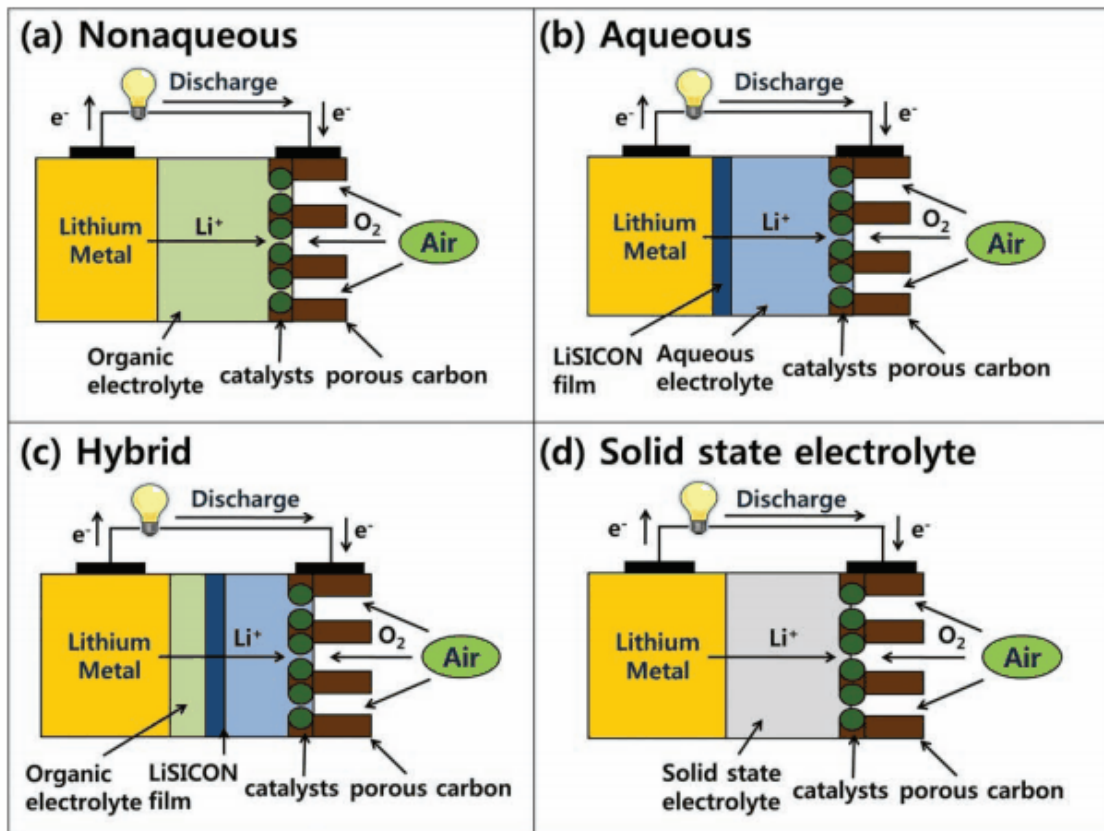 (a) Nonaqueous
Discharge
e⁻
e⁻
Lithium
Metal
Li⁺
O₂
Air
Organic
electrolyte
catalysts porous carbon
(b) Aqueous
Discharge
e⁻
e⁻
Lithium
Metal
Li⁺
O₂
Air
LiSICON
film
Aqueous
electrolyte
catalysts porous carbon
(c) Hybrid
Discharge
e⁻
e⁻
Lithium
Metal
Li⁺
O₂
Air
Organic
electrolyte
LiSICON
film
catalysts porous carbon
(d) Solid state electrolyte
Discharge
e⁻
e⁻
Lithium
Metal
Li⁺
O₂
Air
Solid state
electrolyte
catalysts porous carbon